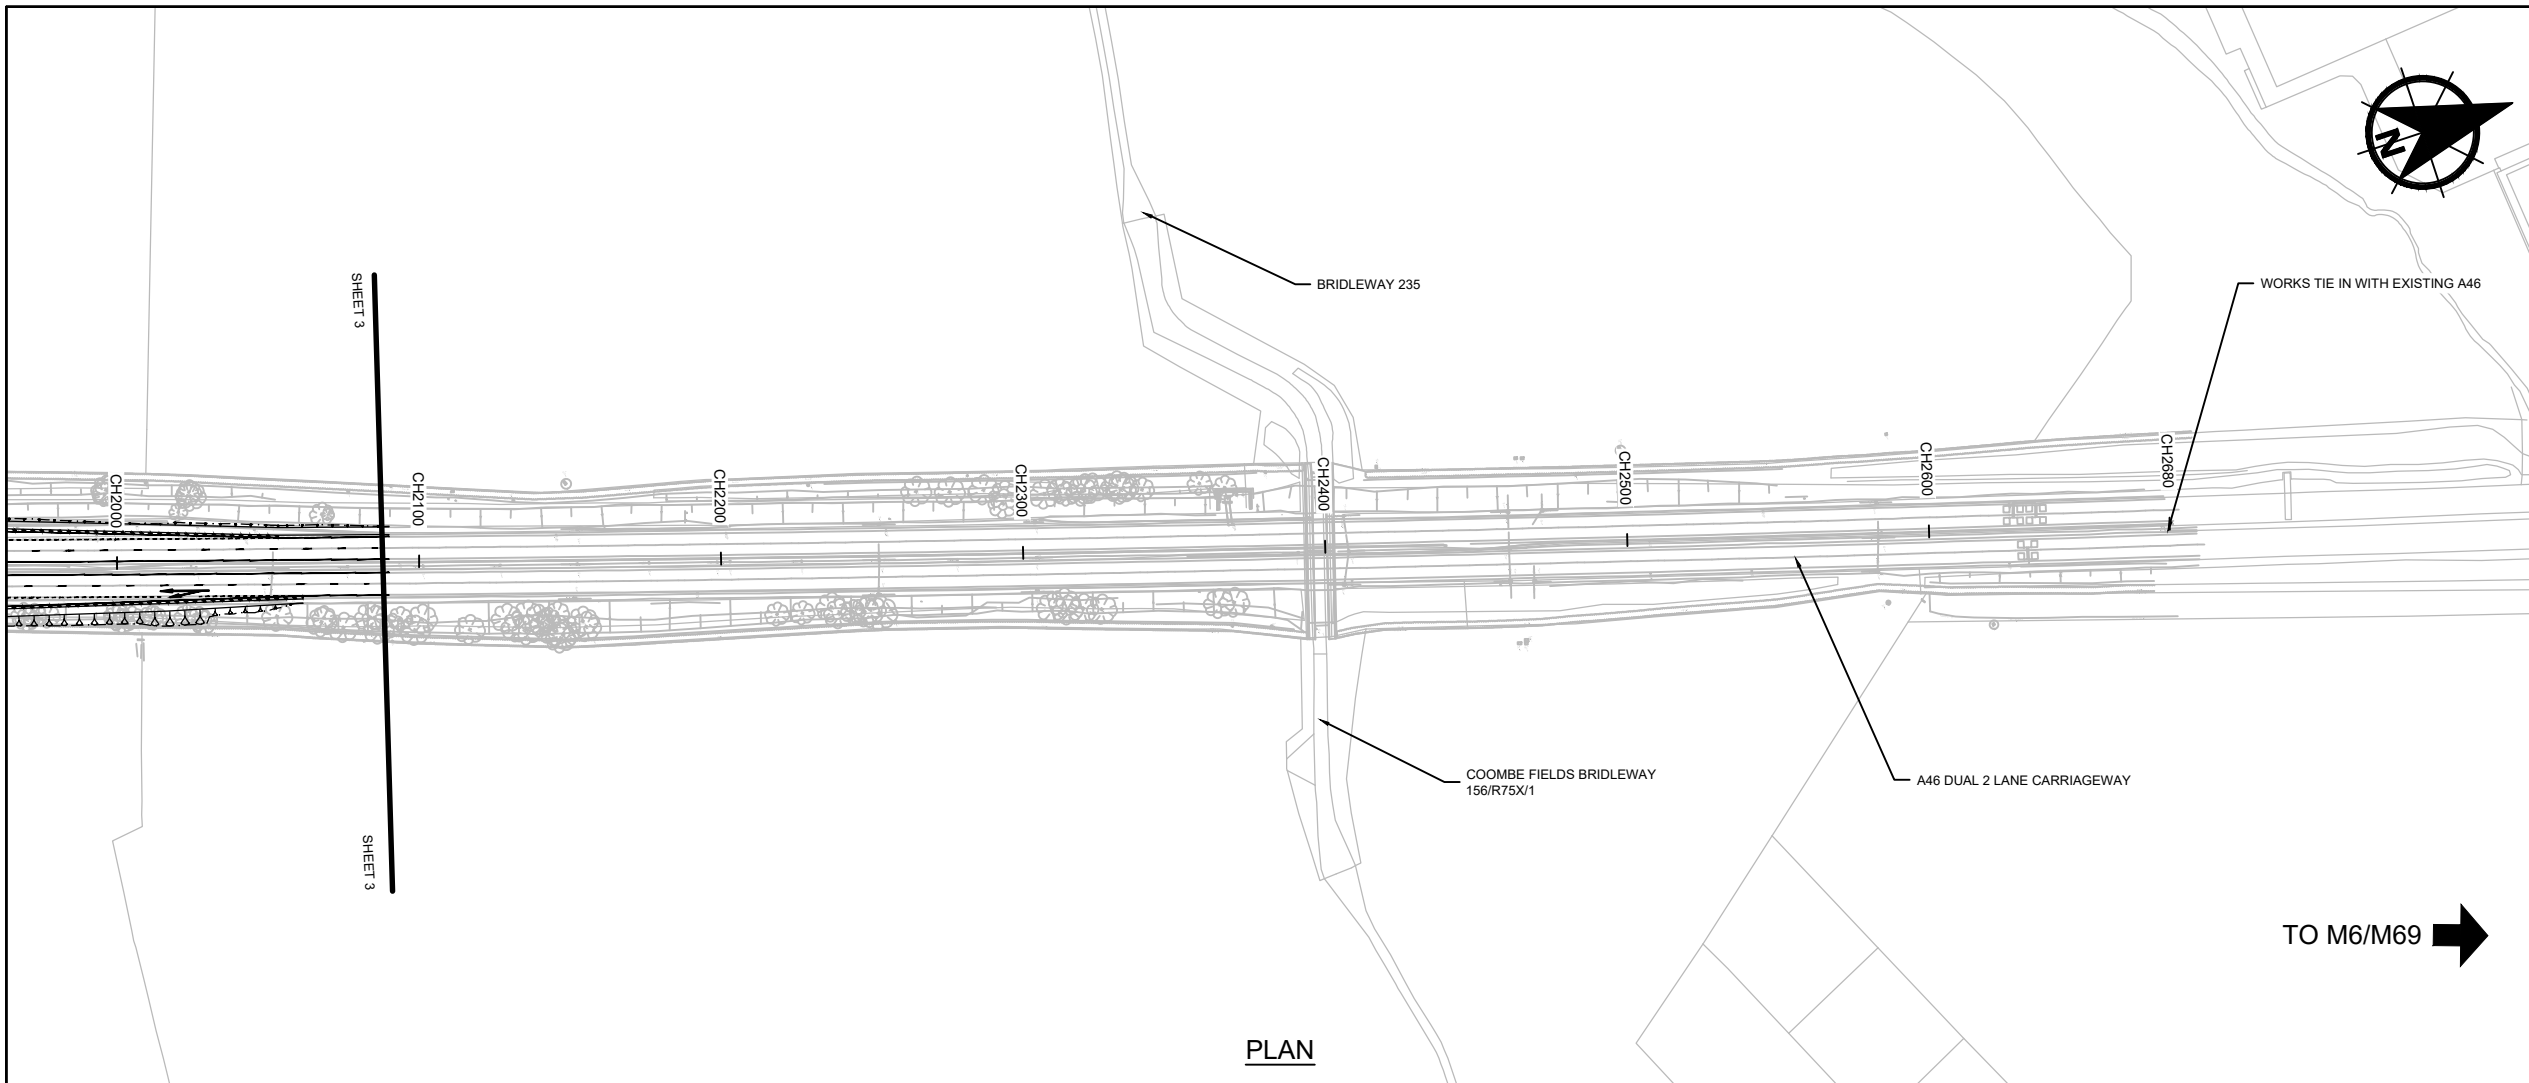 N
SHEET 3
BRIDLEWAY 235
WORKS TIE IN WITH EXISTING A46
CH2000
CH2100
CH2200
CH2300
CH2400
CH2500
CH2600
CH2680
COOMBE FIELDS BRIDLEWAY
156/R75X/1
A46 DUAL 2 LANE CARRIAGEWAY
SHEET 3
TO M6/M69
PLAN